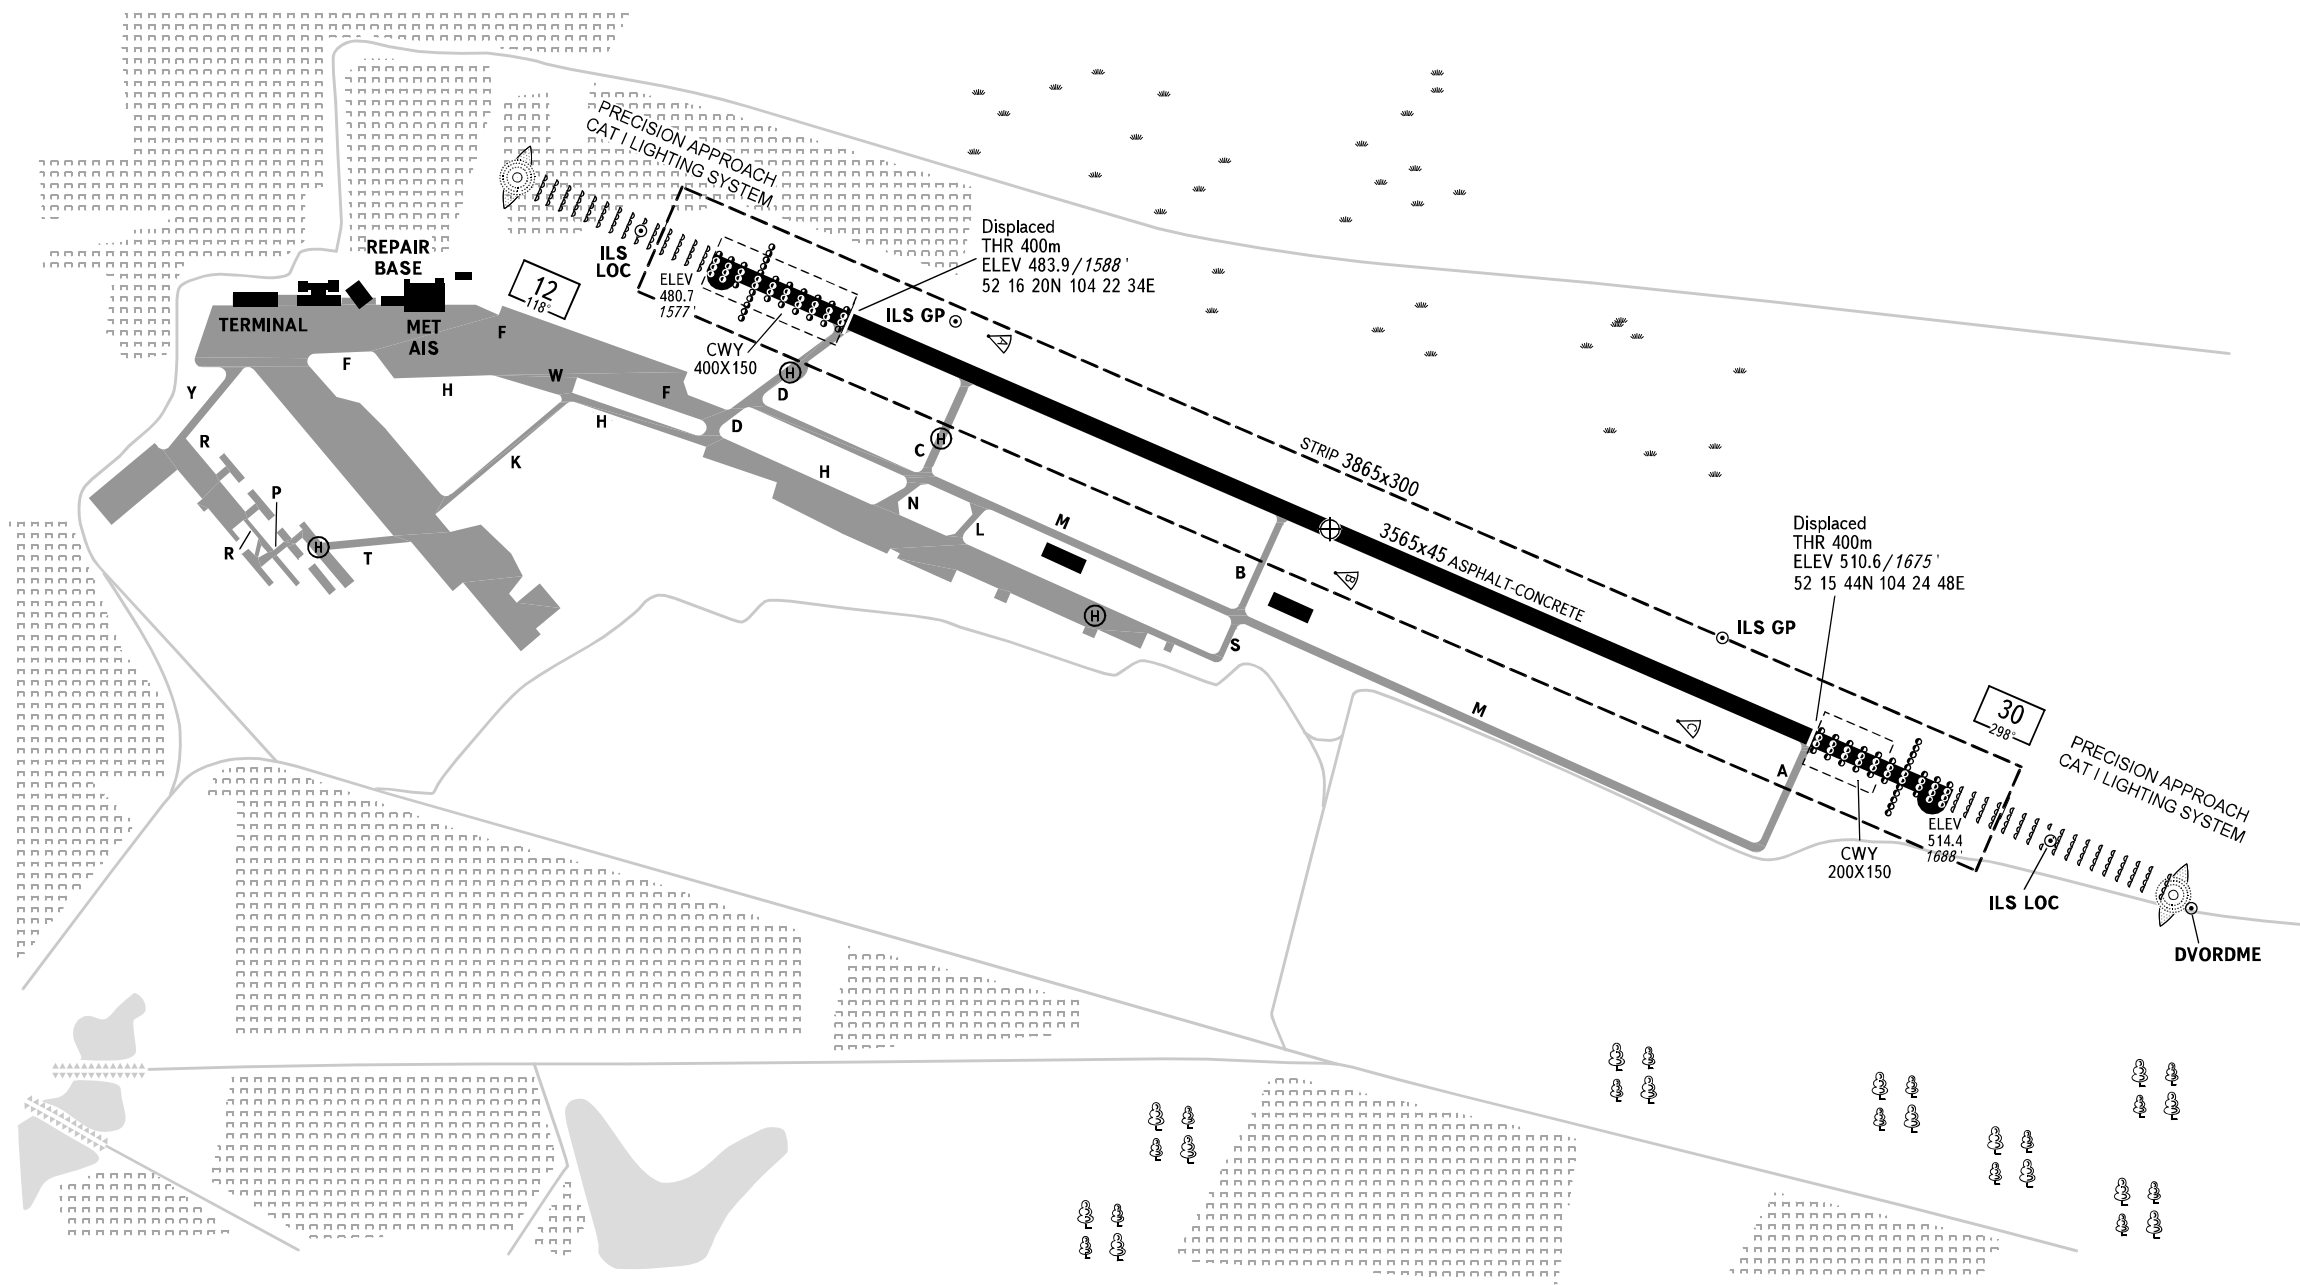 PRECISION APPROACH
CAT I LIGHTING SYSTEM
Displaced
THR 400m
ELEV 483.9/1588'
52 16 20N 104 22 34E
REPAIR
BASE
ILS
LOC
12
118°
ELEV
480.7
1577'
ILS GP
A
TERMINAL
MET
AIS
F
F
CWY
400X150
H
W
F
H
D
Y
H
D
H
D
C
H
R
K
H
STRIP 3865x300
P
N
L
M
R
H
T
B
B
3565x45 ASPHALT-CONCRETE
Displaced
THR 400m
ELEV 510.6/1675'
52 15 44N 104 24 48E
H
S
ILS GP
M
C
30
298°
A
PRECISION APPROACH
CAT I LIGHTING SYSTEM
CWY
200X150
ELEV
514.4
1688'
ILS LOC
DVORDME